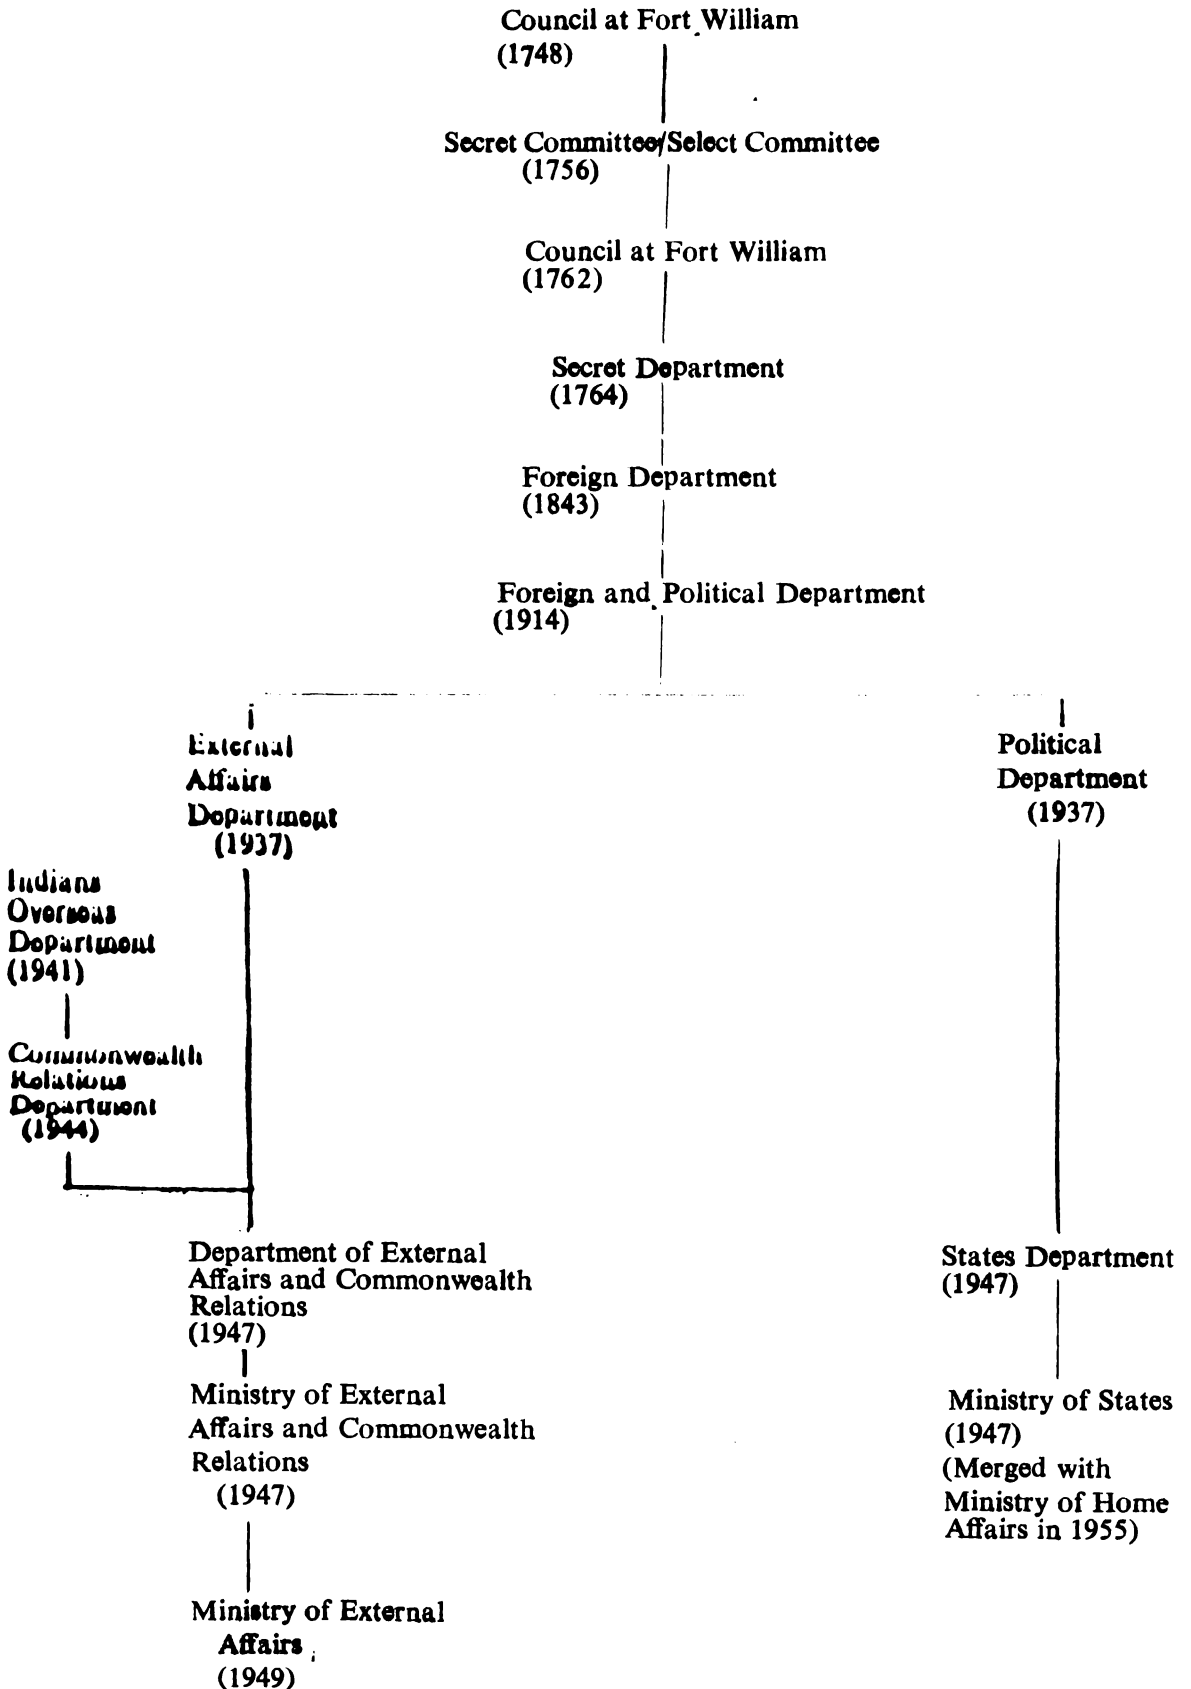 Council at Fort William
(1748)
Secret Committee/Select Committee
(1756)
Council at Fort William
(1762)
Secret Department
(1764)
Foreign Department
(1843)
Foreign and Political Department
(1914)
External
Affairs
Department
(1937)
Political
Department
(1937)
Indians
Overseas
Department
(1941)
Commonwealth
Relations
Department
(1944)
Department of External
Affairs and Commonwealth
Relations
(1947)
States Department
(1947)
Ministry of External
Affairs and Commonwealth
Relations
(1947)
Ministry of States
(1947)
(Merged with
Ministry of Home
Affairs in 1955)
Ministry of External
Affairs
(1949)